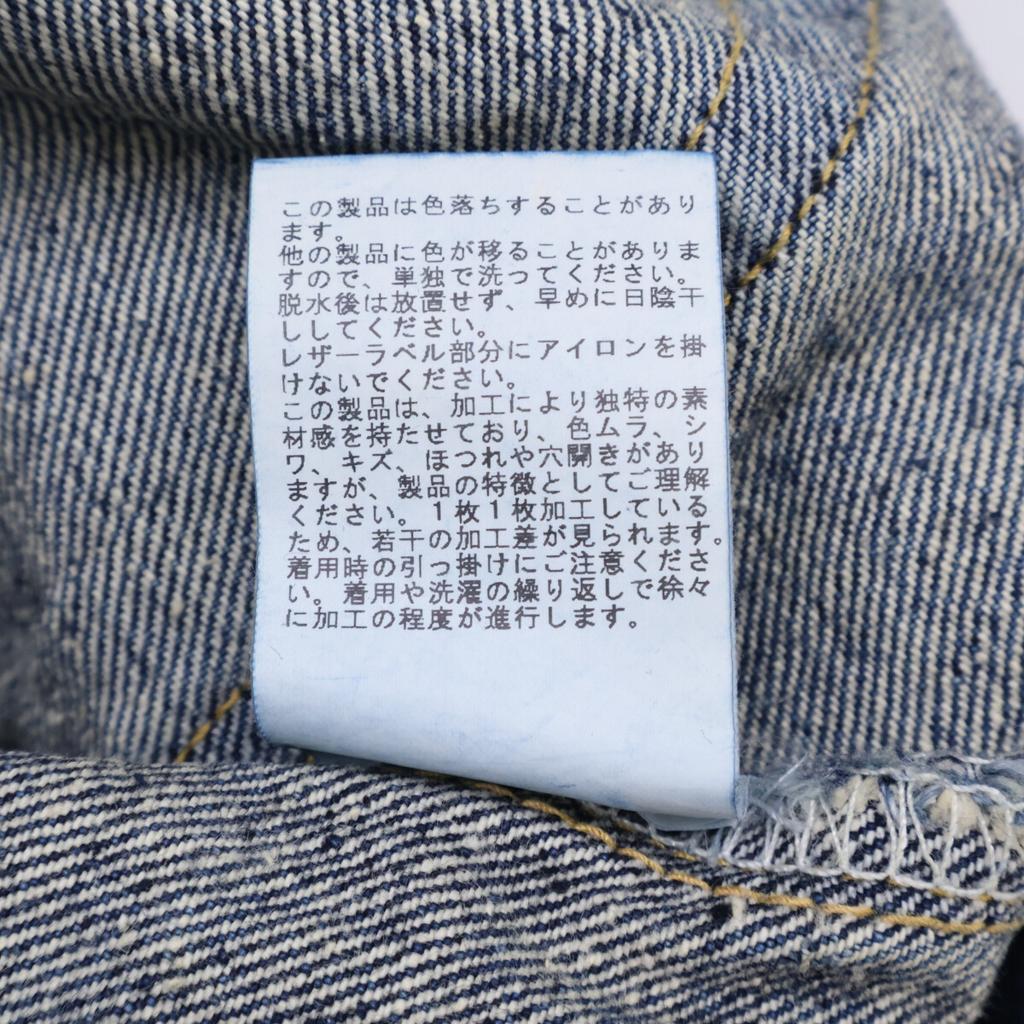 この製品は色落ちすることがあり
ます。
他の製品に色が移ることがありま
すので、単独で洗ってください。
脱水後は放置せず、早めに日陰干
ししてください。
レザーラベル部分にアイロンを掛
けないでください。
この製品は、加工により独特の素
材感を持たせており、色ムラ、シ
ワ、キズ、ほつれや穴開きがあり
ますが、製品の特徴としてご理解
ください。1枚1枚加工している
ため、若干の加工差が見られます。
着用時の引っ掛けにご注意くださ
い。着用や洗濯の繰り返しで徐々
に加工の程度が進行します。